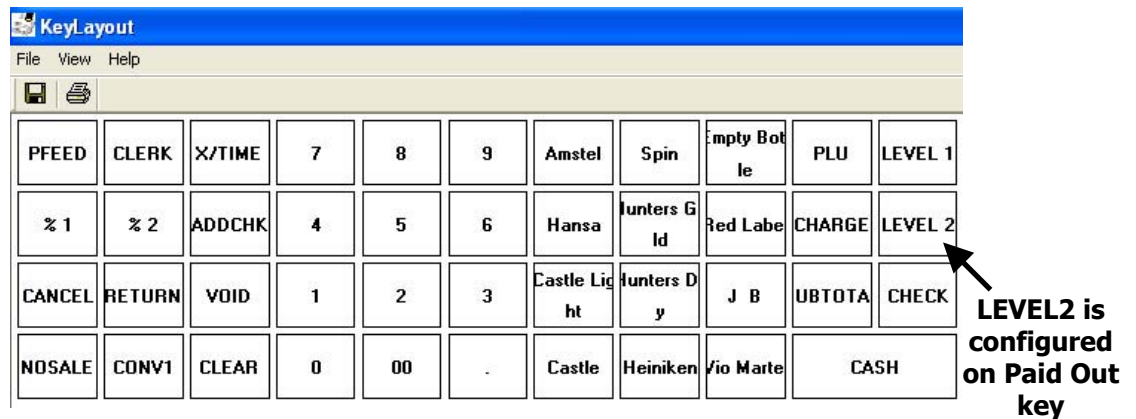 KeyLayout
File View Help
PFEED CLERK X/TIME 7 8 9 Amstel Spin Empty Bot PLU LEVEL 1
le
% 1 % 2 ADDCHK 4 5 6 Hansa Hunters G Red Labe CHARGE LEVEL 2
ld
CANCEL RETURN VOID 1 2 3 Castle Lig Hunters D J B UBTOTA CHECK
ht y
NOSALE CONV1 CLEAR 0 00 . Castle Heiniken Vio Marte CASH
LEVEL2 is
configured
on Paid Out
key